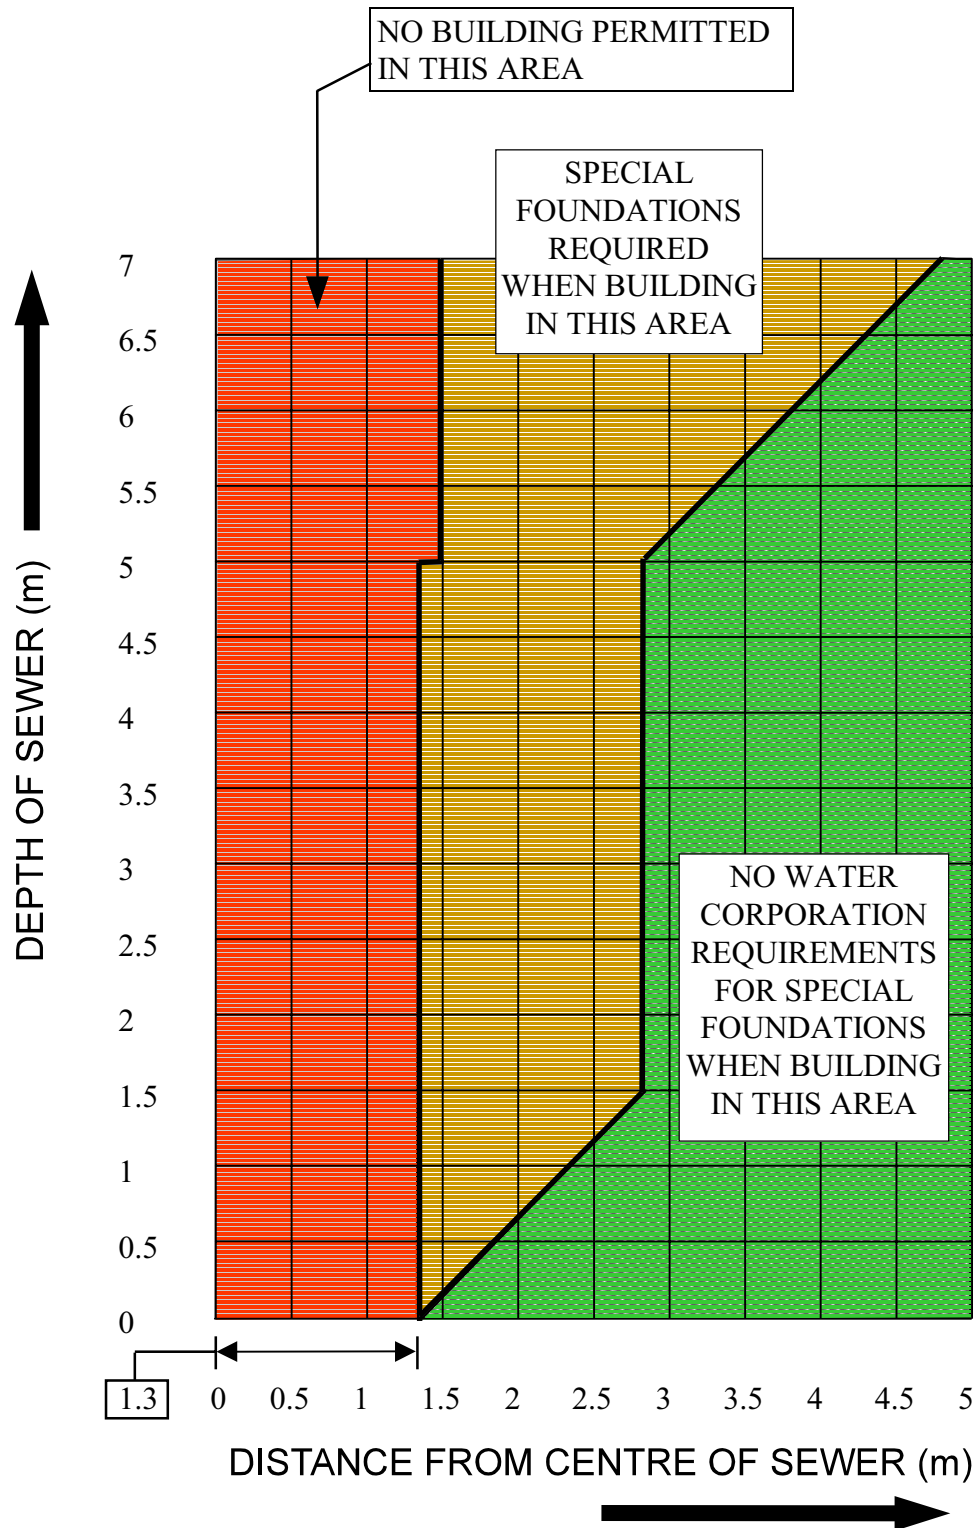 NO BUILDING PERMITTED
IN THIS AREA
SPECIAL
FOUNDATIONS
REQUIRED
WHEN BUILDING
IN THIS AREA
7
6.5
6
5.5
5
4.5
4
3.5
3
2.5
2
1.5
1
0.5
0
DEPTH OF SEWER (m)
NO WATER
CORPORATION
REQUIREMENTS
FOR SPECIAL
FOUNDATIONS
WHEN BUILDING
IN THIS AREA
1.3
0 0.5 1 1.5 2 2.5 3 3.5 4 4.5 5
DISTANCE FROM CENTRE OF SEWER (m)